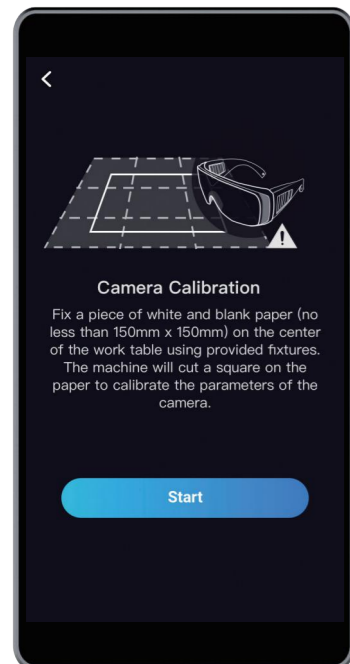 Camera Calibration
Fix a piece of white and blank paper (no
less than 150mm x 150mm) on the center
of the work table using provided fixtures.
The machine will cut a square on the
paper to calibrate the parameters of the
camera.
Start